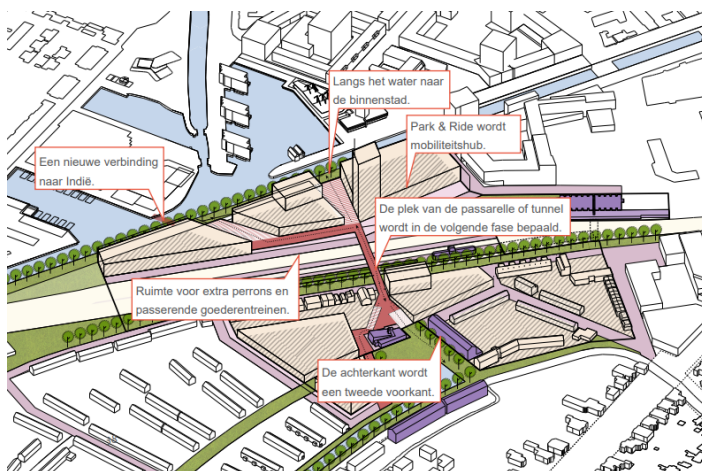 Langs het water naar
de binnenstad.
Park & Ride wordt
mobiliteitshub.
Een nieuwe verbinding
naar Indië.
De plek van de passarelle of tunnel
wordt in de volgende fase bepaald.
Ruimte voor extra perrons en
passerende goederentreinen.
De achterkant wordt
een tweede voorkant.